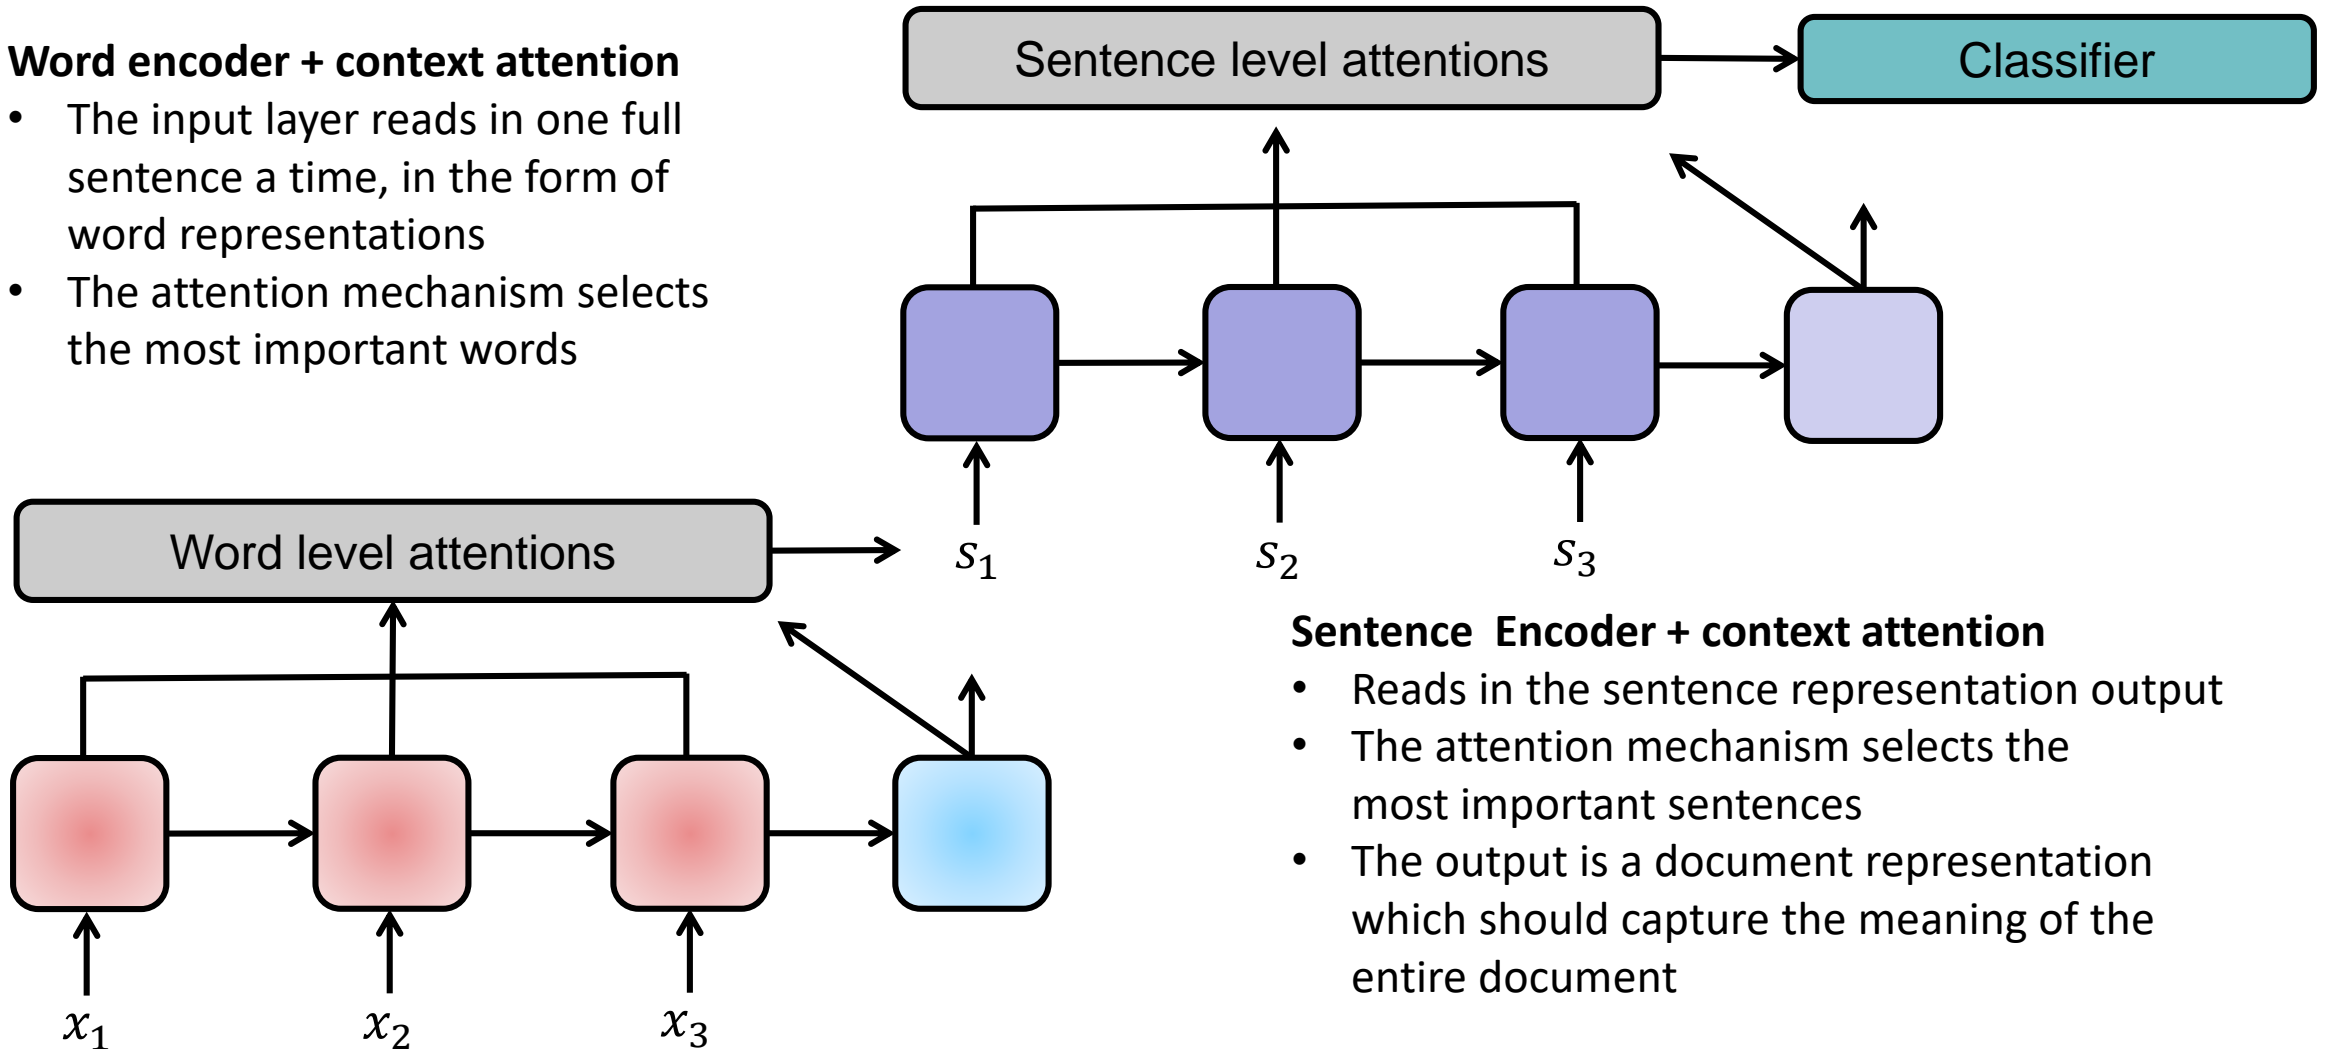 Word encoder + context attention
• The input layer reads in one full
sentence a time, in the form of
word representations
• The attention mechanism selects
the most important words
Sentence level attentions
Classifier
s₁
s₂
s₃
Word level attentions
x₁
x₂
x₃
Sentence  Encoder + context attention
• Reads in the sentence representation output
• The attention mechanism selects the
most important sentences
• The output is a document representation
which should capture the meaning of the
entire document